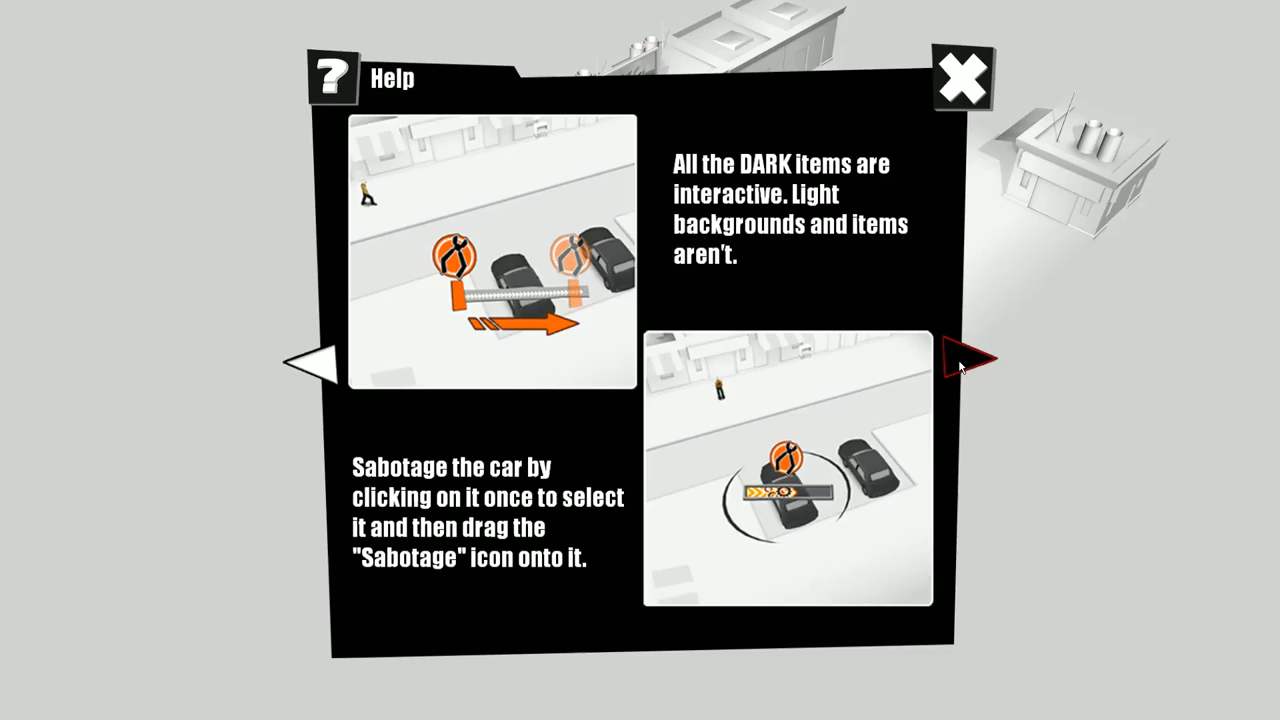 Help
All the DARK items are
interactive. Light
backgrounds and items
aren't.
Sabotage the car by
clicking on it once to select
it and then drag the
"Sabotage" icon onto it.